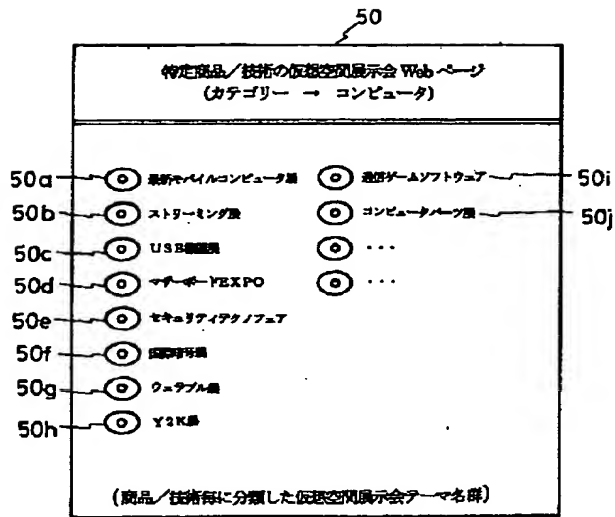 50
特定商品/技術の仮想空間展示会 Web ページ
(カテゴリー → コンピュータ)
50a 最新モバイルコンピュータ展
50b ストリーミング展
50c USB機器展
50d マザーボードEXPO
50e セキュリティテクノフェア
50f 国際暗号展
50g ウェラブル展
50h Y2K展
通信ゲームソフトウェア 50i
コンピュータパーツ展 50j
・・・
・・・
(商品/技術毎に分類した仮想空間展示会テーマ名群)